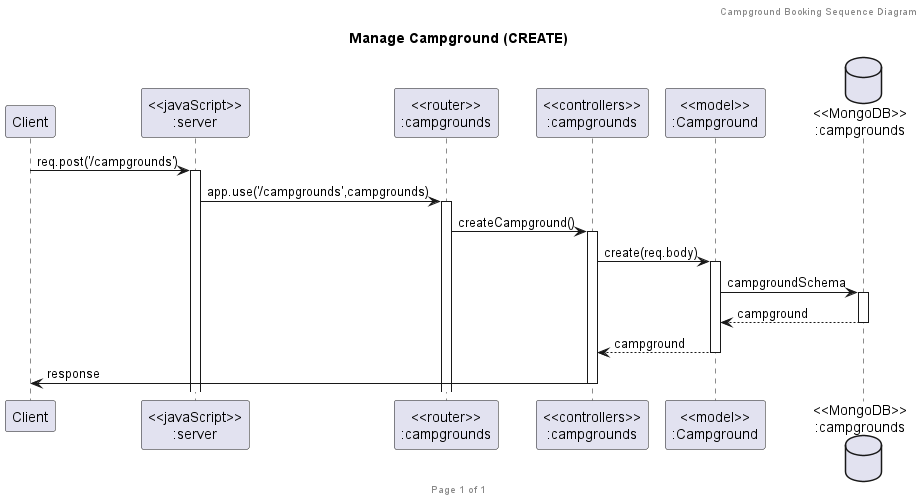 Campground Booking Sequence Diagram
Manage Campground (CREATE)
Client
<<javaScript>>
:server
<<router>>
:campgrounds
<<controllers>>
:campgrounds
<<model>>
:Campground
<<MongoDB>>
:campgrounds
req.post('/campgrounds')
app.use('/campgrounds',campgrounds)
createCampground()
create(req.body)
campgroundSchema
campground
campground
response
Client
<<javaScript>>
:server
<<router>>
:campgrounds
<<controllers>>
:campgrounds
<<model>>
:Campground
<<MongoDB>>
:campgrounds
Page 1 of 1